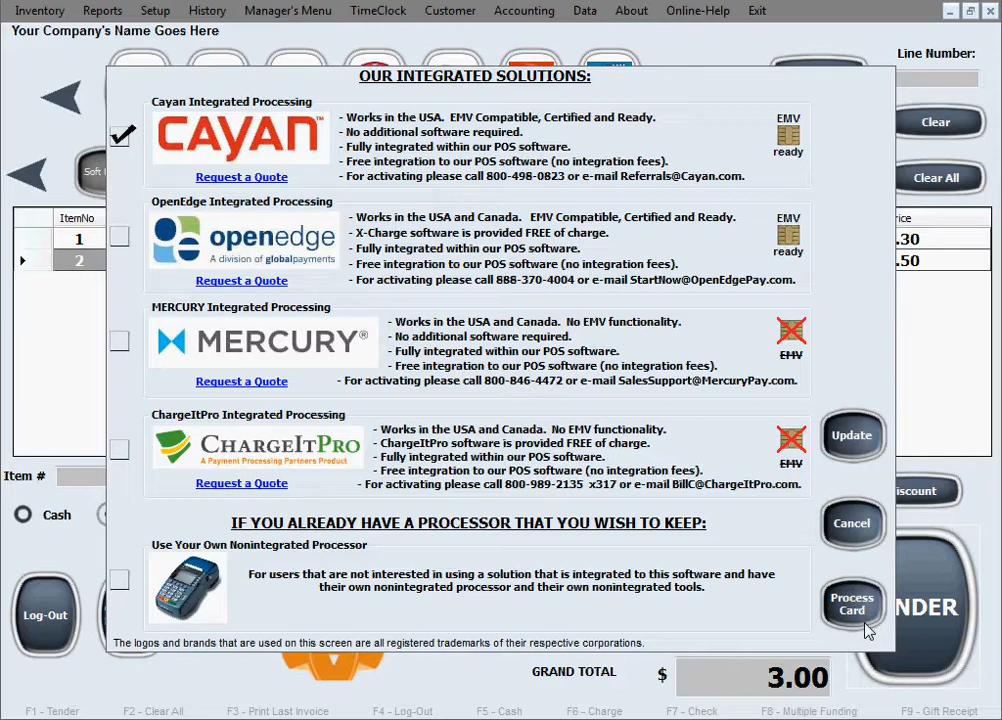 Inventory Reports Setup History Manager's Menu TimeClock Customer Accounting Data About Online-Help Exit
Your Company's Name Goes Here
Line Number:
OUR INTEGRATED SOLUTIONS:
Cayan Integrated Processing
CAYAN™
Request a Quote
- Works in the USA. EMV Compatible, Certified and Ready.
- No additional software required.
- Fully integrated within our POS software.
- Free integration to our POS software (no integration fees).
- For activating please call 800-498-0823 or e-mail Referrals@Cayan.com.
EMV
ready
Clear
Soft
Clear All
OpenEdge Integrated Processing
openedge
A division of globalpayments
Request a Quote
- Works in the USA and Canada. EMV Compatible, Certified and Ready.
- X-Charge software is provided FREE of charge.
- Fully integrated within our POS software.
- Free integration to our POS software (no integration fees).
- For activating please call 888-370-4004 or e-mail StartNow@OpenEdgePay.com.
EMV
ready
ItemNo
rice
1
.30
2
.50
MERCURY Integrated Processing
MERCURY®
Request a Quote
- Works in the USA and Canada. No EMV functionality.
- No additional software required.
- Fully integrated within our POS software.
- Free integration to our POS software (no integration fees).
- For activating please call 800-846-4472 or e-mail SalesSupport@MercuryPay.com.
EMV
ChargeItPro Integrated Processing
CHARGEITPRO
A Payment Processing Partners Product
Request a Quote
- Works in the USA and Canada. No EMV functionality.
- ChargeItPro software is provided FREE of charge.
- Fully integrated within our POS software.
- Free integration to our POS software (no integration fees).
- For activating please call 800-989-2135 x317 or e-mail BillC@ChargeItPro.com.
EMV
Update
Item #
iscount
Cash
IF YOU ALREADY HAVE A PROCESSOR THAT YOU WISH TO KEEP:
Cancel
Use Your Own Nonintegrated Processor
For users that are not interested in using a solution that is integrated to this software and have
their own nonintegrated processor and their own nonintegrated tools.
Process
Card
Log-Out
NDER
The logos and brands that are used on this screen are all registered trademarks of their respective corporations.
GRAND TOTAL $ 3.00
F1 - Tender F2 - Clear All F3 - Print Last Invoice F4 - Log-Out F5 - Cash F6 - Charge F7 - Check F8 - Multiple Funding F9 - Gift Receipt